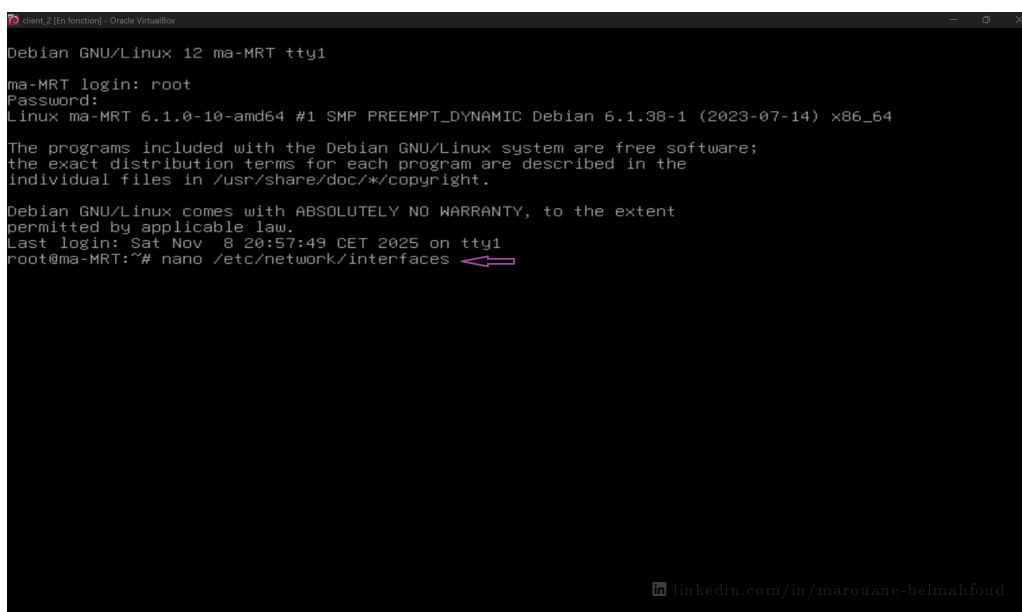 client_2 [En fonction] - Oracle VirtualBox
Debian GNU/Linux 12 ma-MRT tty1
ma-MRT login: root
Password:
Linux ma-MRT 6.1.0-10-amd64 #1 SMP PREEMPT_DYNAMIC Debian 6.1.38-1 (2023-07-14) x86_64
The programs included with the Debian GNU/Linux system are free software;
the exact distribution terms for each program are described in the
individual files in /usr/share/doc/*/copyright.
Debian GNU/Linux comes with ABSOLUTELY NO WARRANTY, to the extent
permitted by applicable law.
Last login: Sat Nov  8 20:57:49 CET 2025 on tty1
root@ma-MRT:~# nano /etc/network/interfaces
in linkedin.com/in/marouane-belmahfoud